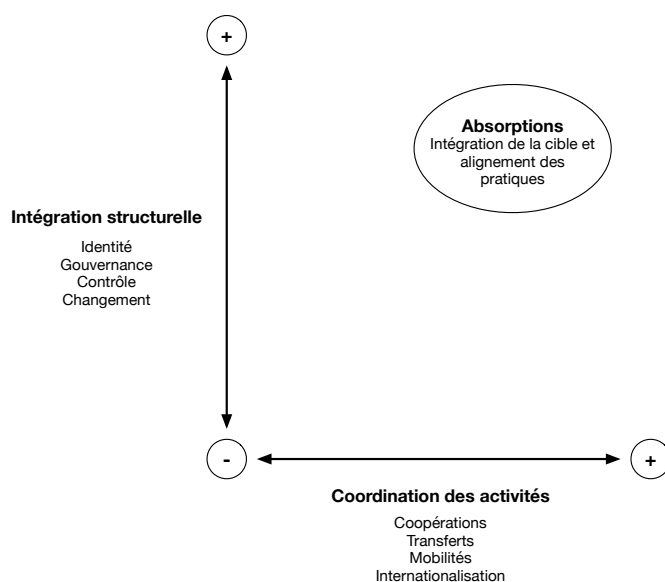 +
Absorptions
Intégration de la cible et
alignement des
pratiques
Intégration structurelle
Identité
Gouvernance
Contrôle
Changement
-
+
Coordination des activités
Coopérations
Transferts
Mobilités
Internationalisation